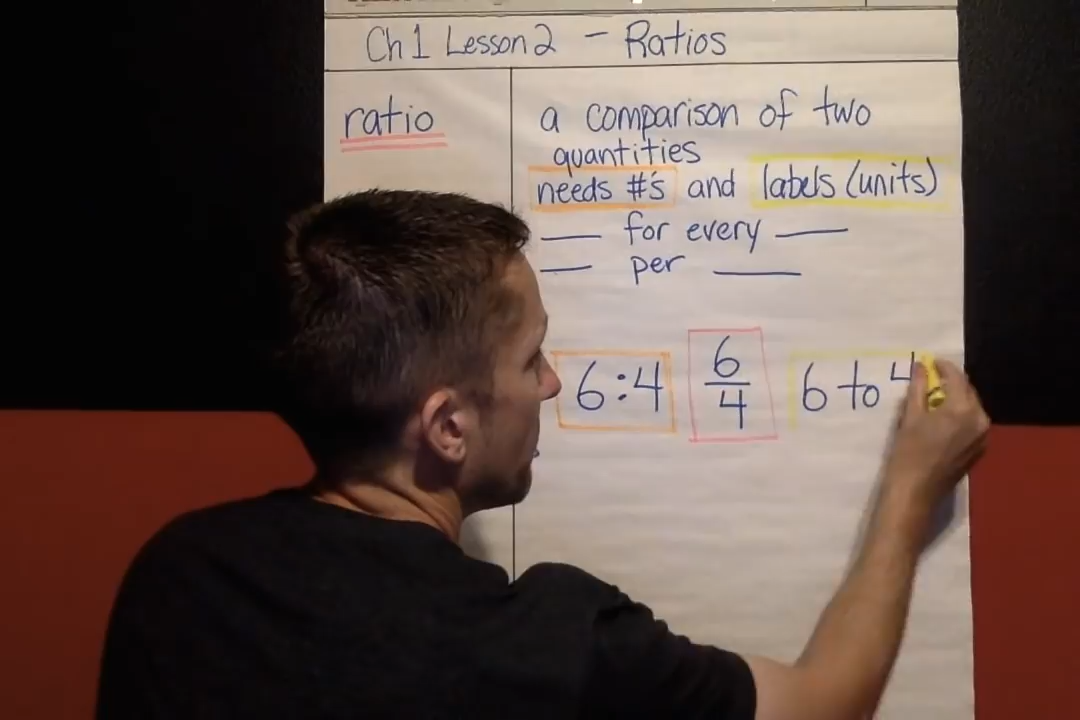 Ch 1 Lesson 2 - Ratios
ratio
a comparison of two
quantities
needs #'s and labels (units)
___ for every ___
___ per ___
6:4 6/4 6 to 4